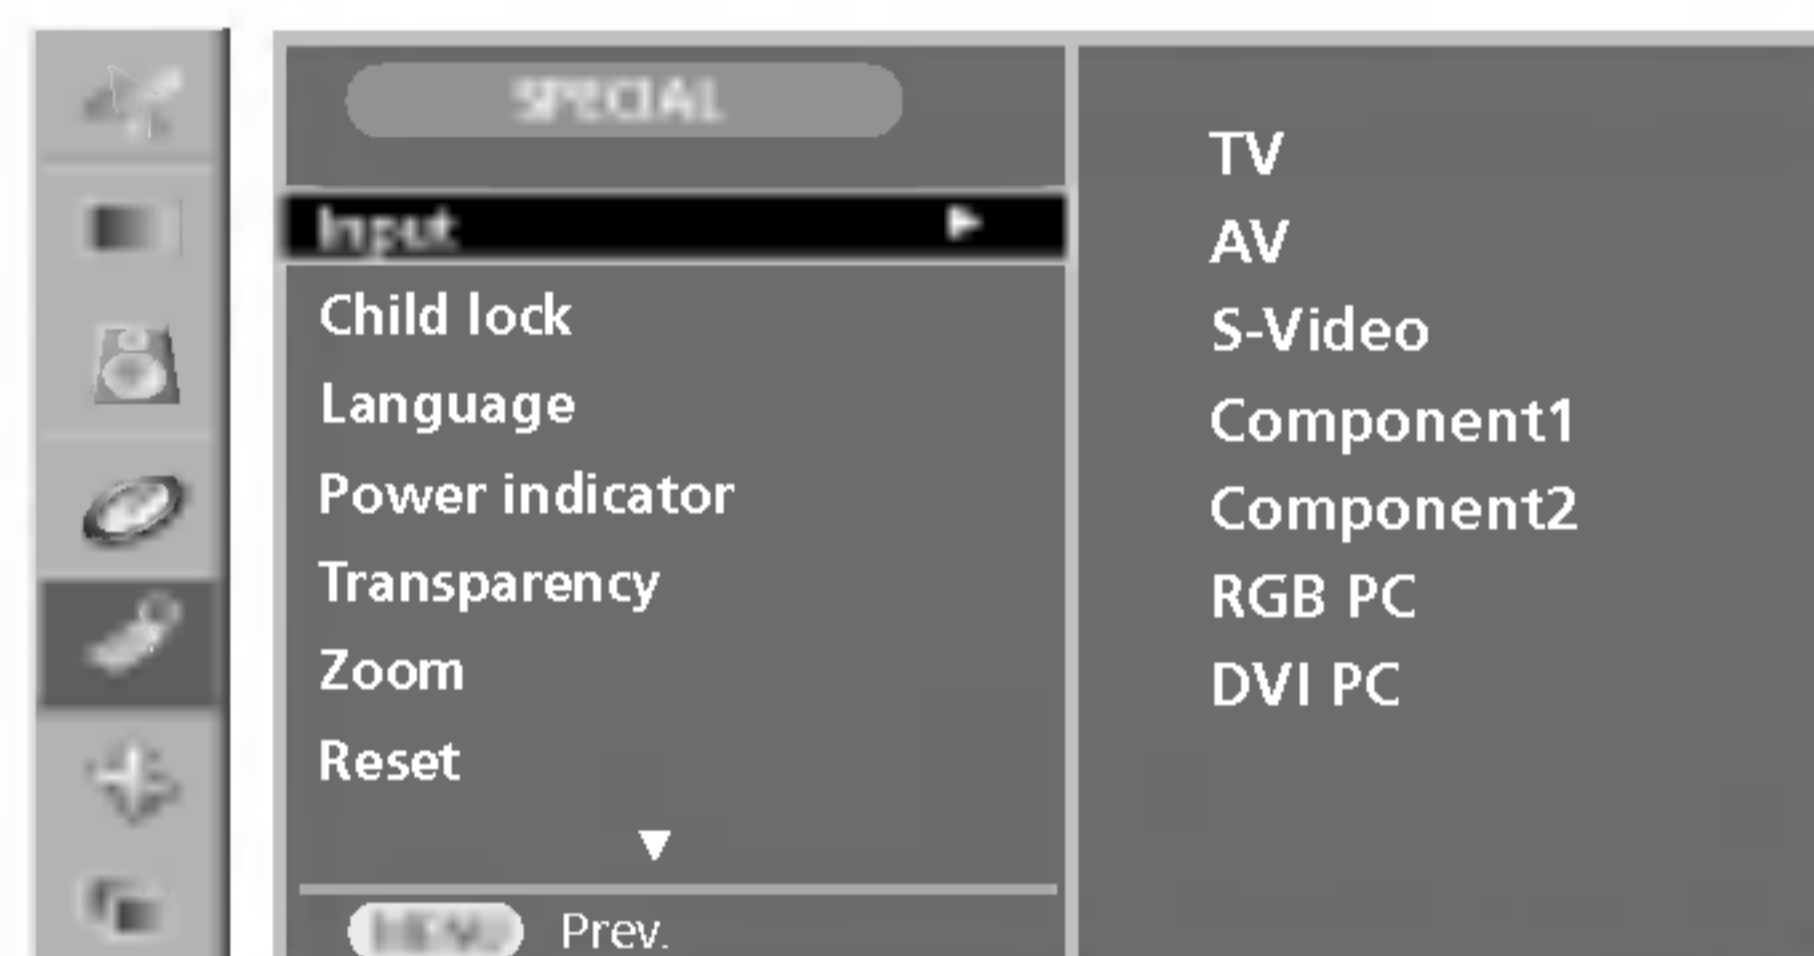 SPECIAL
Input
Child lock
Language
Power indicator
Transparency
Zoom
Reset
MENU Prev.
TV
AV
S-Video
Component1
Component2
RGB PC
DVI PC